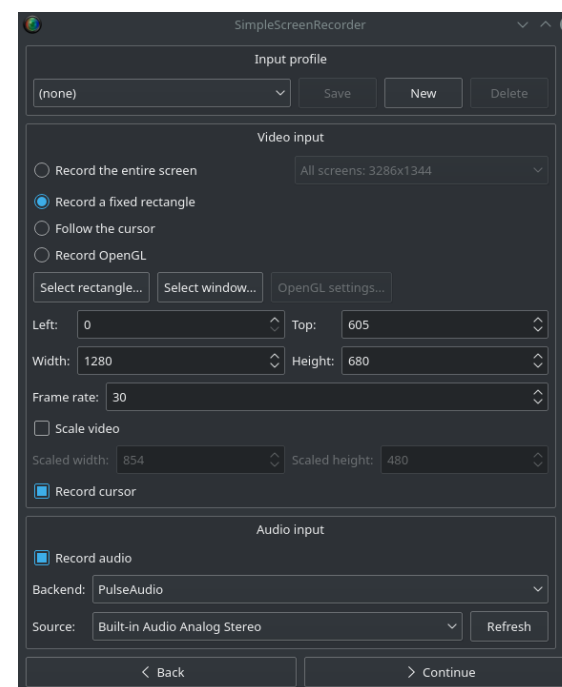 SimpleScreenRecorder
Input profile
(none) Save New Delete
Video input
Record the entire screen All screens: 3286x1344
Record a fixed rectangle
Follow the cursor
Record OpenGL
Select rectangle... Select window... OpenGL settings...
Left: 0 Top: 605
Width: 1280 Height: 680
Frame rate: 30
Scale video
Scaled width: 854 Scaled height: 480
Record cursor
Audio input
Record audio
Backend: PulseAudio
Source: Built-in Audio Analog Stereo Refresh
Back Continue